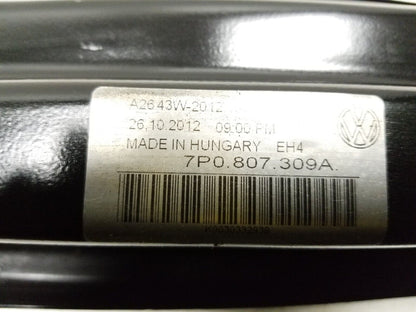 A2643W-2012
26.10.2012 09:00 PM
MADE IN HUNGARY EH4
7P0.807.309A.